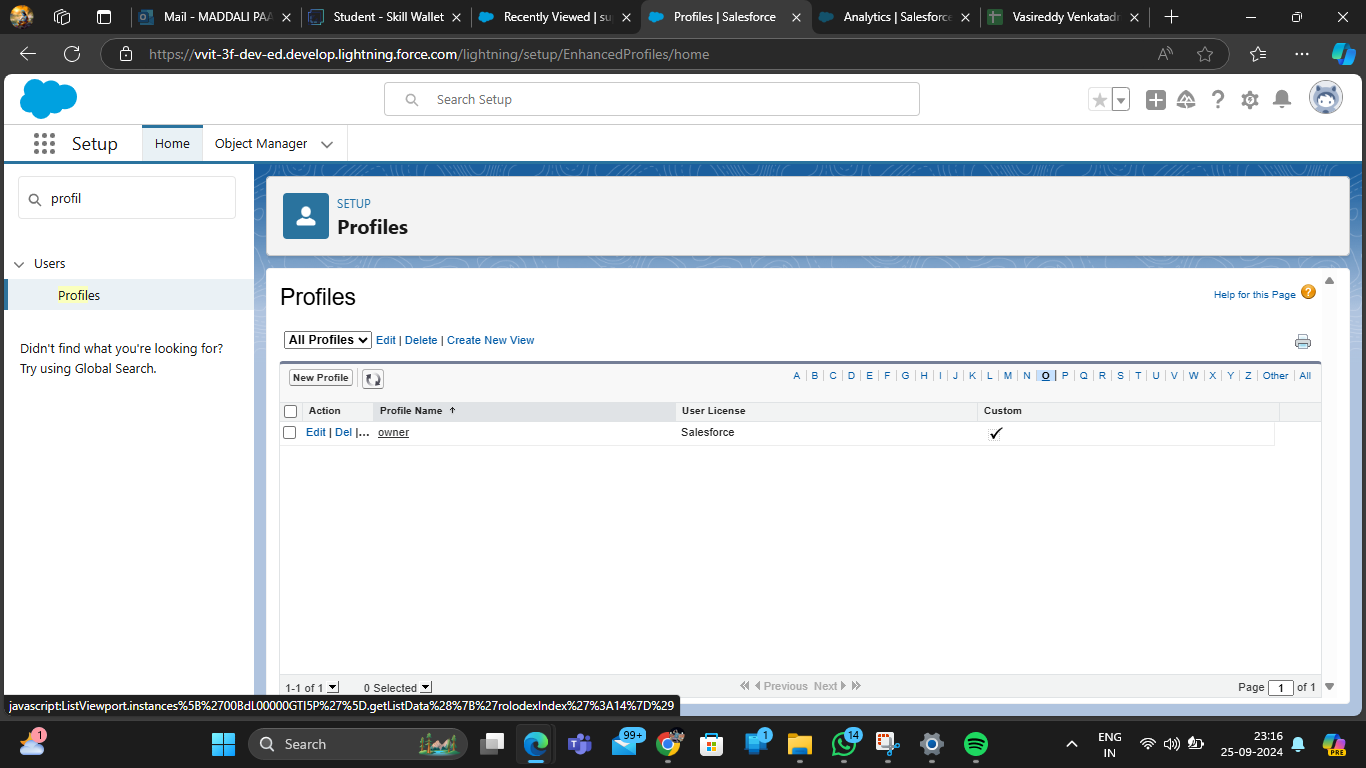 Mail - MADDALI PAA
Student - Skill Wallet
Recently Viewed | su
Profiles | Salesforce
Analytics | Salesforce
Vasireddy Venkatadr
https://vvit-3f-dev-ed.develop.lightning.force.com/lightning/setup/EnhancedProfiles/home
Search Setup
Setup
Home
Object Manager
profil
Users
Profiles
Didn't find what you're looking for?
Try using Global Search.
SETUP
Profiles
Profiles
Help for this Page ?
All Profiles Edit | Delete | Create New View
New Profile
A | B | C | D | E | F | G | H | I | J | K | L | M | N | O | P | Q | R | S | T | U | V | W | X | Y | Z | Other | All
Action Profile Name ↑ User License Custom
Edit | Del |... owner Salesforce ✓
1-1 of 1 0 Selected Previous Next Page 1 of 1
javascript:ListViewport.instances%5B%2700BdL00000GTI5P%27%5D.getListData%28%7B%27rolodexIndex%27%3A14%7D%29
1
Search
99+
1
14
ENG
IN
23:16
25-09-2024
PRE